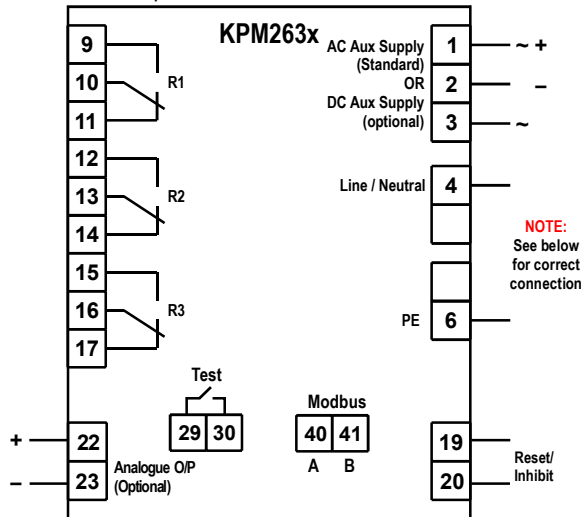 KPM263x
9
10
11
R1
12
13
14
R2
15
16
17
R3
AC Aux Supply
(Standard)
OR
DC Aux Supply
(optional)
1
~ +
2
–
3
~
Line / Neutral
4
NOTE:
See below
for correct
connection
PE
6
Test
29 30
Modbus
40 41
A B
+
22
–
23
Analogue O/P
(Optional)
19
20
Reset/
Inhibit